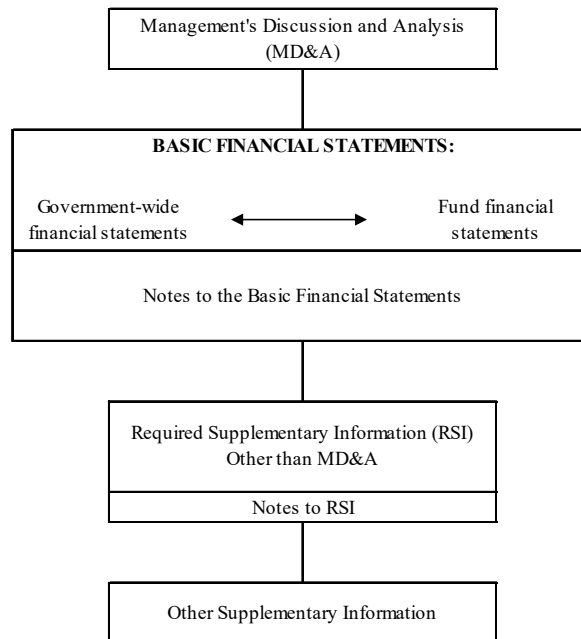 Management's Discussion and Analysis
(MD&A)
BASIC FINANCIAL STATEMENTS:
Government-wide
financial statements
Fund financial
statements
Notes to the Basic Financial Statements
Required Supplementary Information (RSI)
Other than MD&A
Notes to RSI
Other Supplementary Information